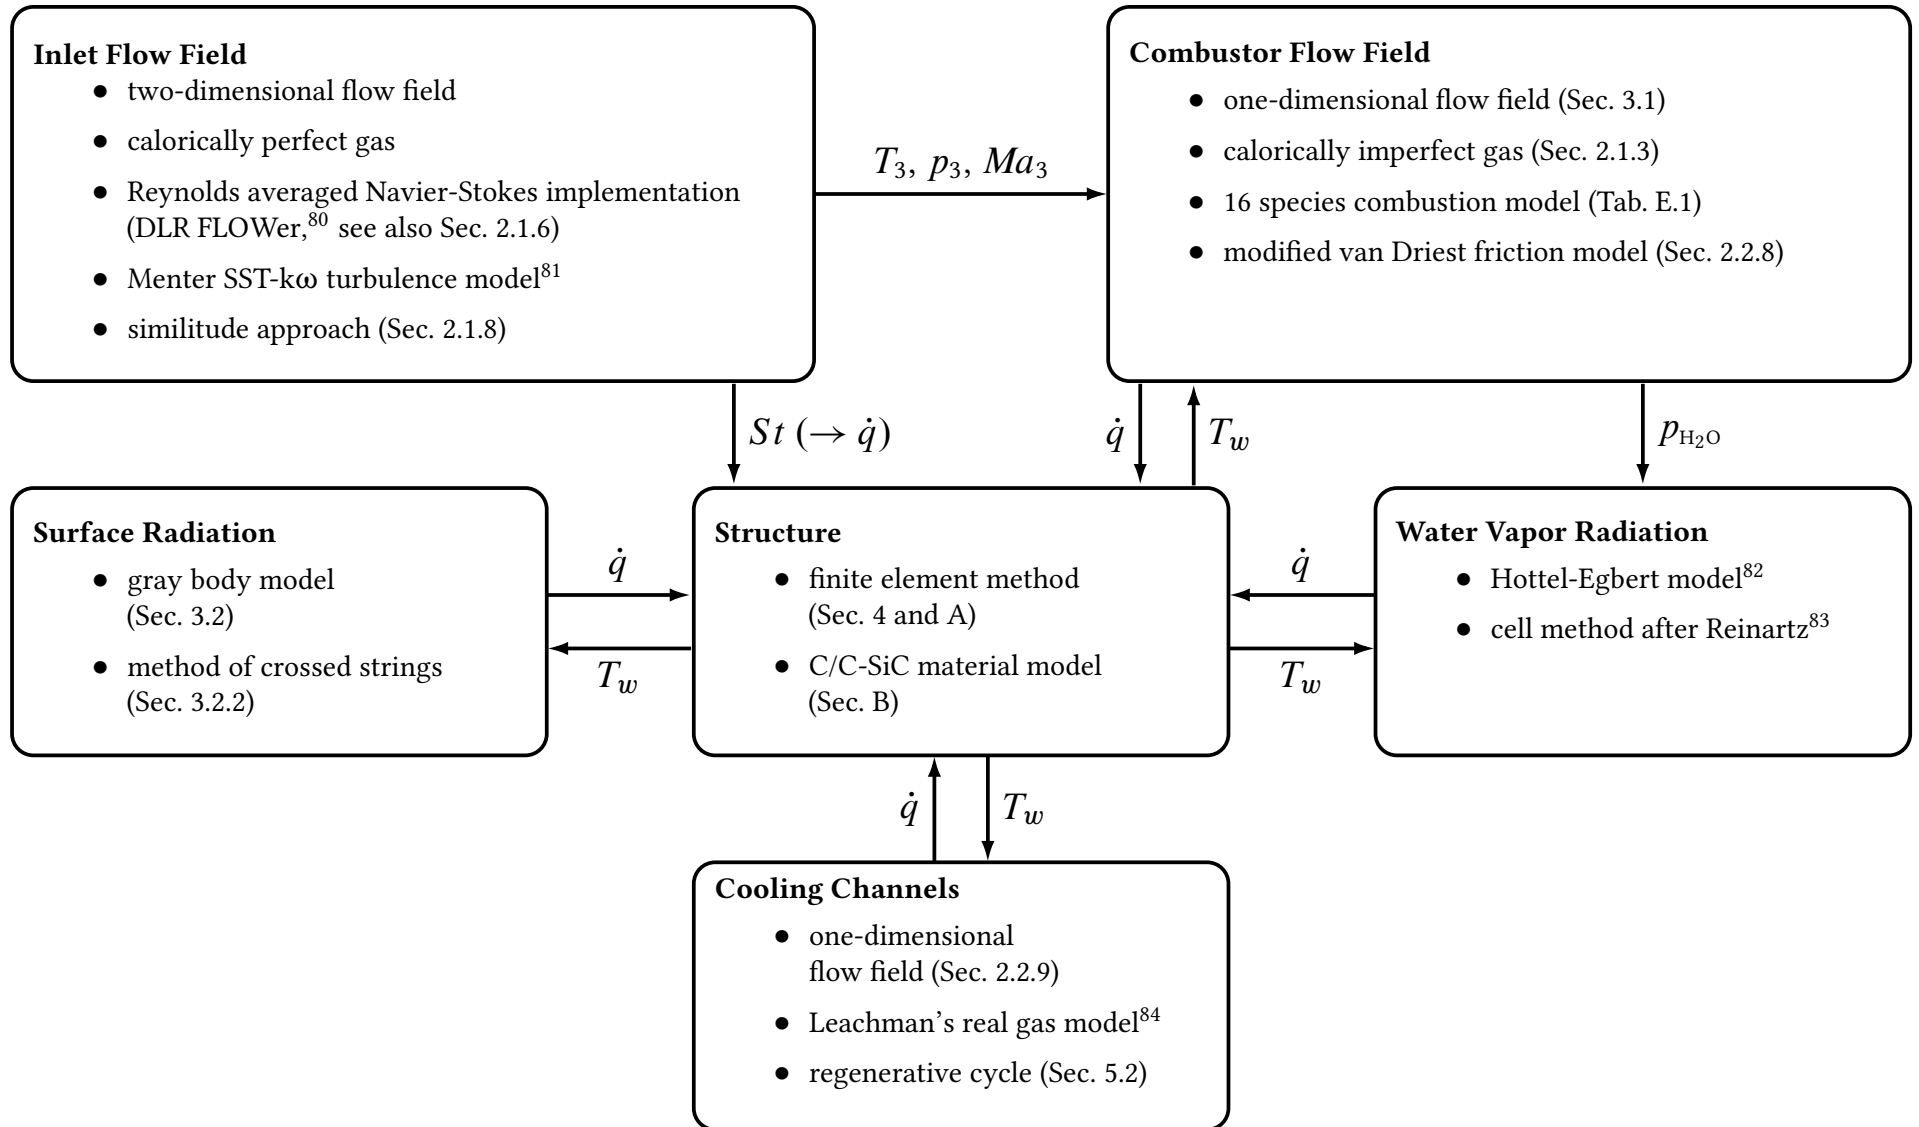 Inlet Flow Field
● two-dimensional flow field
● calorically perfect gas
● Reynolds averaged Navier-Stokes implementation
(DLR FLOWer,⁸⁰ see also Sec. 2.1.6)
● Menter SST-kω turbulence model⁸¹
● similitude approach (Sec. 2.1.8)
T₃, p₃, Ma₃
Combustor Flow Field
● one-dimensional flow field (Sec. 3.1)
● calorically imperfect gas (Sec. 2.1.3)
● 16 species combustion model (Tab. E.1)
● modified van Driest friction model (Sec. 2.2.8)
St (→ q̇)
q̇
T_w
p_H₂O
Surface Radiation
● gray body model
(Sec. 3.2)
● method of crossed strings
(Sec. 3.2.2)
q̇
T_w
Structure
● finite element method
(Sec. 4 and A)
● C/C-SiC material model
(Sec. B)
q̇
T_w
Water Vapor Radiation
● Hottel-Egbert model⁸²
● cell method after Reinartz⁸³
q̇
T_w
Cooling Channels
● one-dimensional
flow field (Sec. 2.2.9)
● Leachman's real gas model⁸⁴
● regenerative cycle (Sec. 5.2)